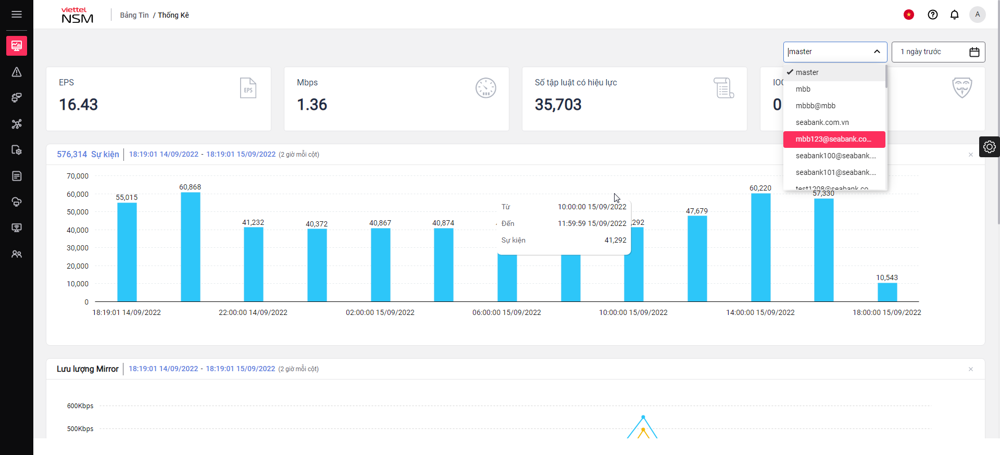 viettel
NSM
Bảng Tin / Thống Kê
A
master
1 ngày trước
EPS
16.43
EPS
Mbps
1.36
Số tập luật có hiệu lực
35,703
0
master
mbb
mbbb@mbb
seabank.com.vn
mbb123@seabank.co...
seabank100@seabank....
seabank101@seabank....
test1208@seabank.co
576,314 Sự kiện
18:19:01 14/09/2022 - 18:19:01 15/09/2022 (2 giờ mỗi cột)
70,000
60,000
50,000
40,000
30,000
20,000
10,000
0
55,015
60,868
41,232
40,372
40,867
40,874
,292
47,679
60,220
57,330
10,543
Từ 10:00:00 15/09/2022
Đến 11:59:59 15/09/2022
Sự kiện 41,292
18:19:01 14/09/2022
22:00:00 14/09/2022
02:00:00 15/09/2022
06:00:00 15/09/2022
10:00:00 15/09/2022
14:00:00 15/09/2022
18:00:00 15/09/2022
Lưu lượng Mirror
18:19:01 14/09/2022 - 18:19:01 15/09/2022 (2 giờ mỗi cột)
600Kbps
500Kbps